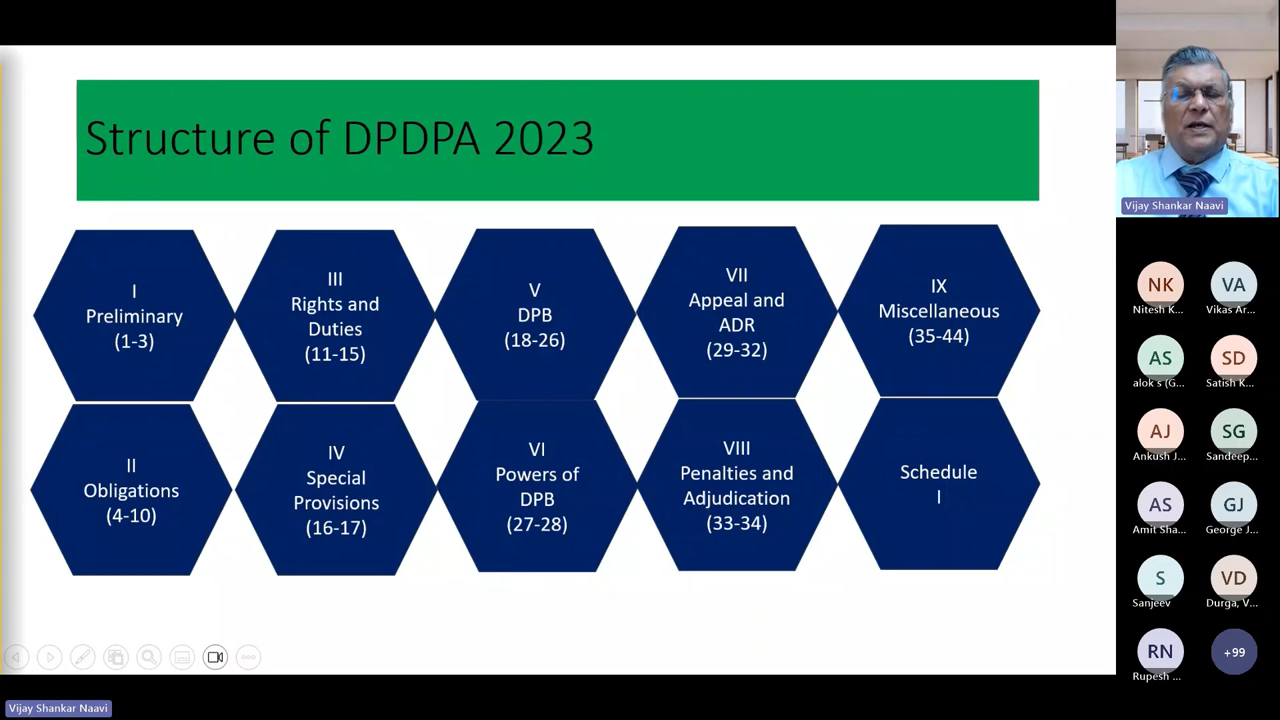 Structure of DPDPA 2023
I
Preliminary
(1-3)
III
Rights and
Duties
(11-15)
V
DPB
(18-26)
VII
Appeal and
ADR
(29-32)
IX
Miscellaneous
(35-44)
II
Obligations
(4-10)
IV
Special
Provisions
(16-17)
VI
Powers of
DPB
(27-28)
VIII
Penalties and
Adjudication
(33-34)
Schedule
I
Vijay Shankar Naavi
NK
Nitesh K...
VA
Vikas Ar...
AS
alok s (G...
SD
Satish K...
AJ
Ankush J...
SG
Sandeep...
AS
Amit Sha...
GJ
George J...
S
Sanjeev
VD
Durga, V...
RN
Rupesh ...
+99
Vijay Shankar Naavi